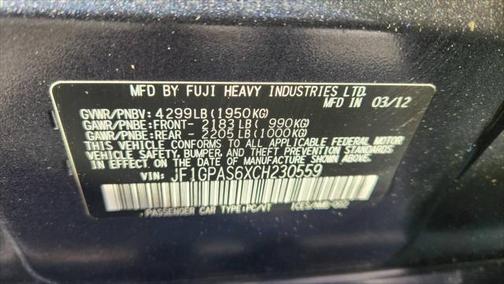 MFD BY FUJI HEAVY INDUSTRIES LTD.
MFD IN 03/12
GVWR/PNBV: 4299LB(1950KG)
GAWR/PNBE:FRONT - 2183LB( 990KG)
GAWR/PNBE:REAR - 2205LB(1000KG)
THIS VEHICLE CONFORMS TO ALL APPLICABLE FEDERAL MOTOR
VEHICLE SAFETY, BUMPER, AND THEFT PREVENTION STANDARDS
IN EFFECT ON THE DATE OF MANUFACTURE SHOWN ABOVE.
VIN: JF1GPAS6XCH230559
PASSENGER CAR